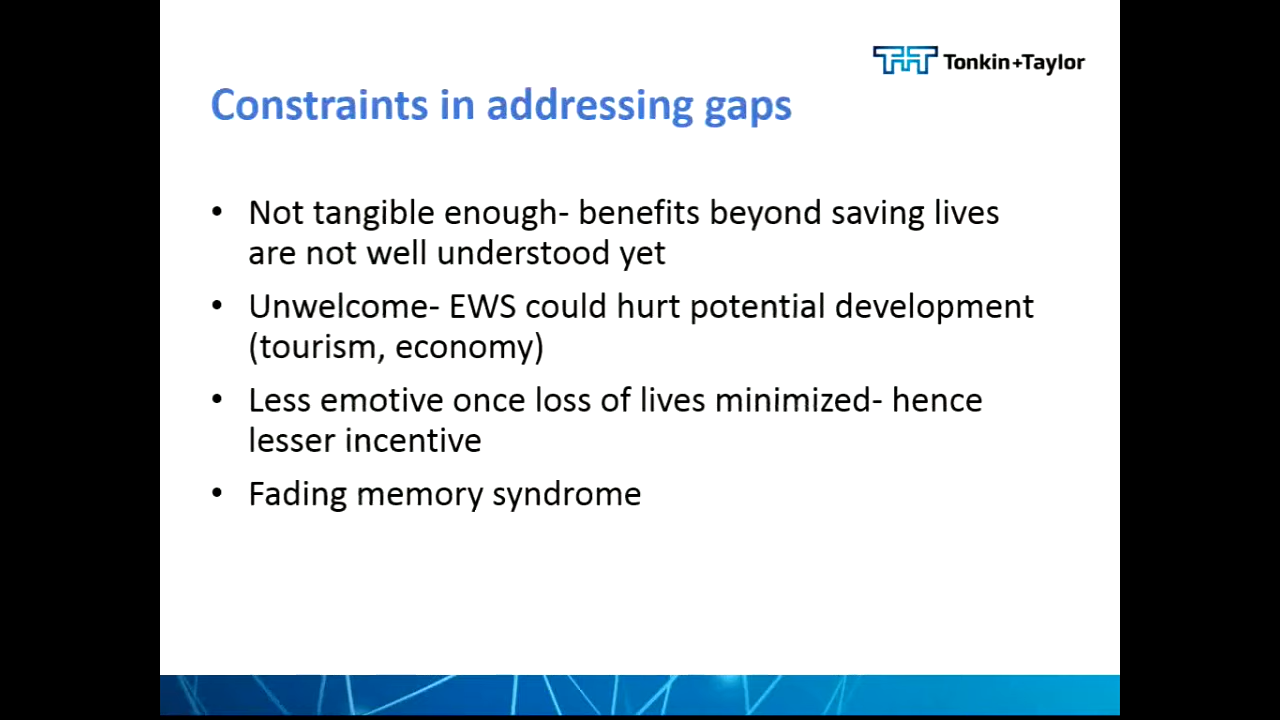 Tonkin+Taylor
Constraints in addressing gaps
• Not tangible enough- benefits beyond saving lives
are not well understood yet
• Unwelcome- EWS could hurt potential development
(tourism, economy)
• Less emotive once loss of lives minimized- hence
lesser incentive
• Fading memory syndrome